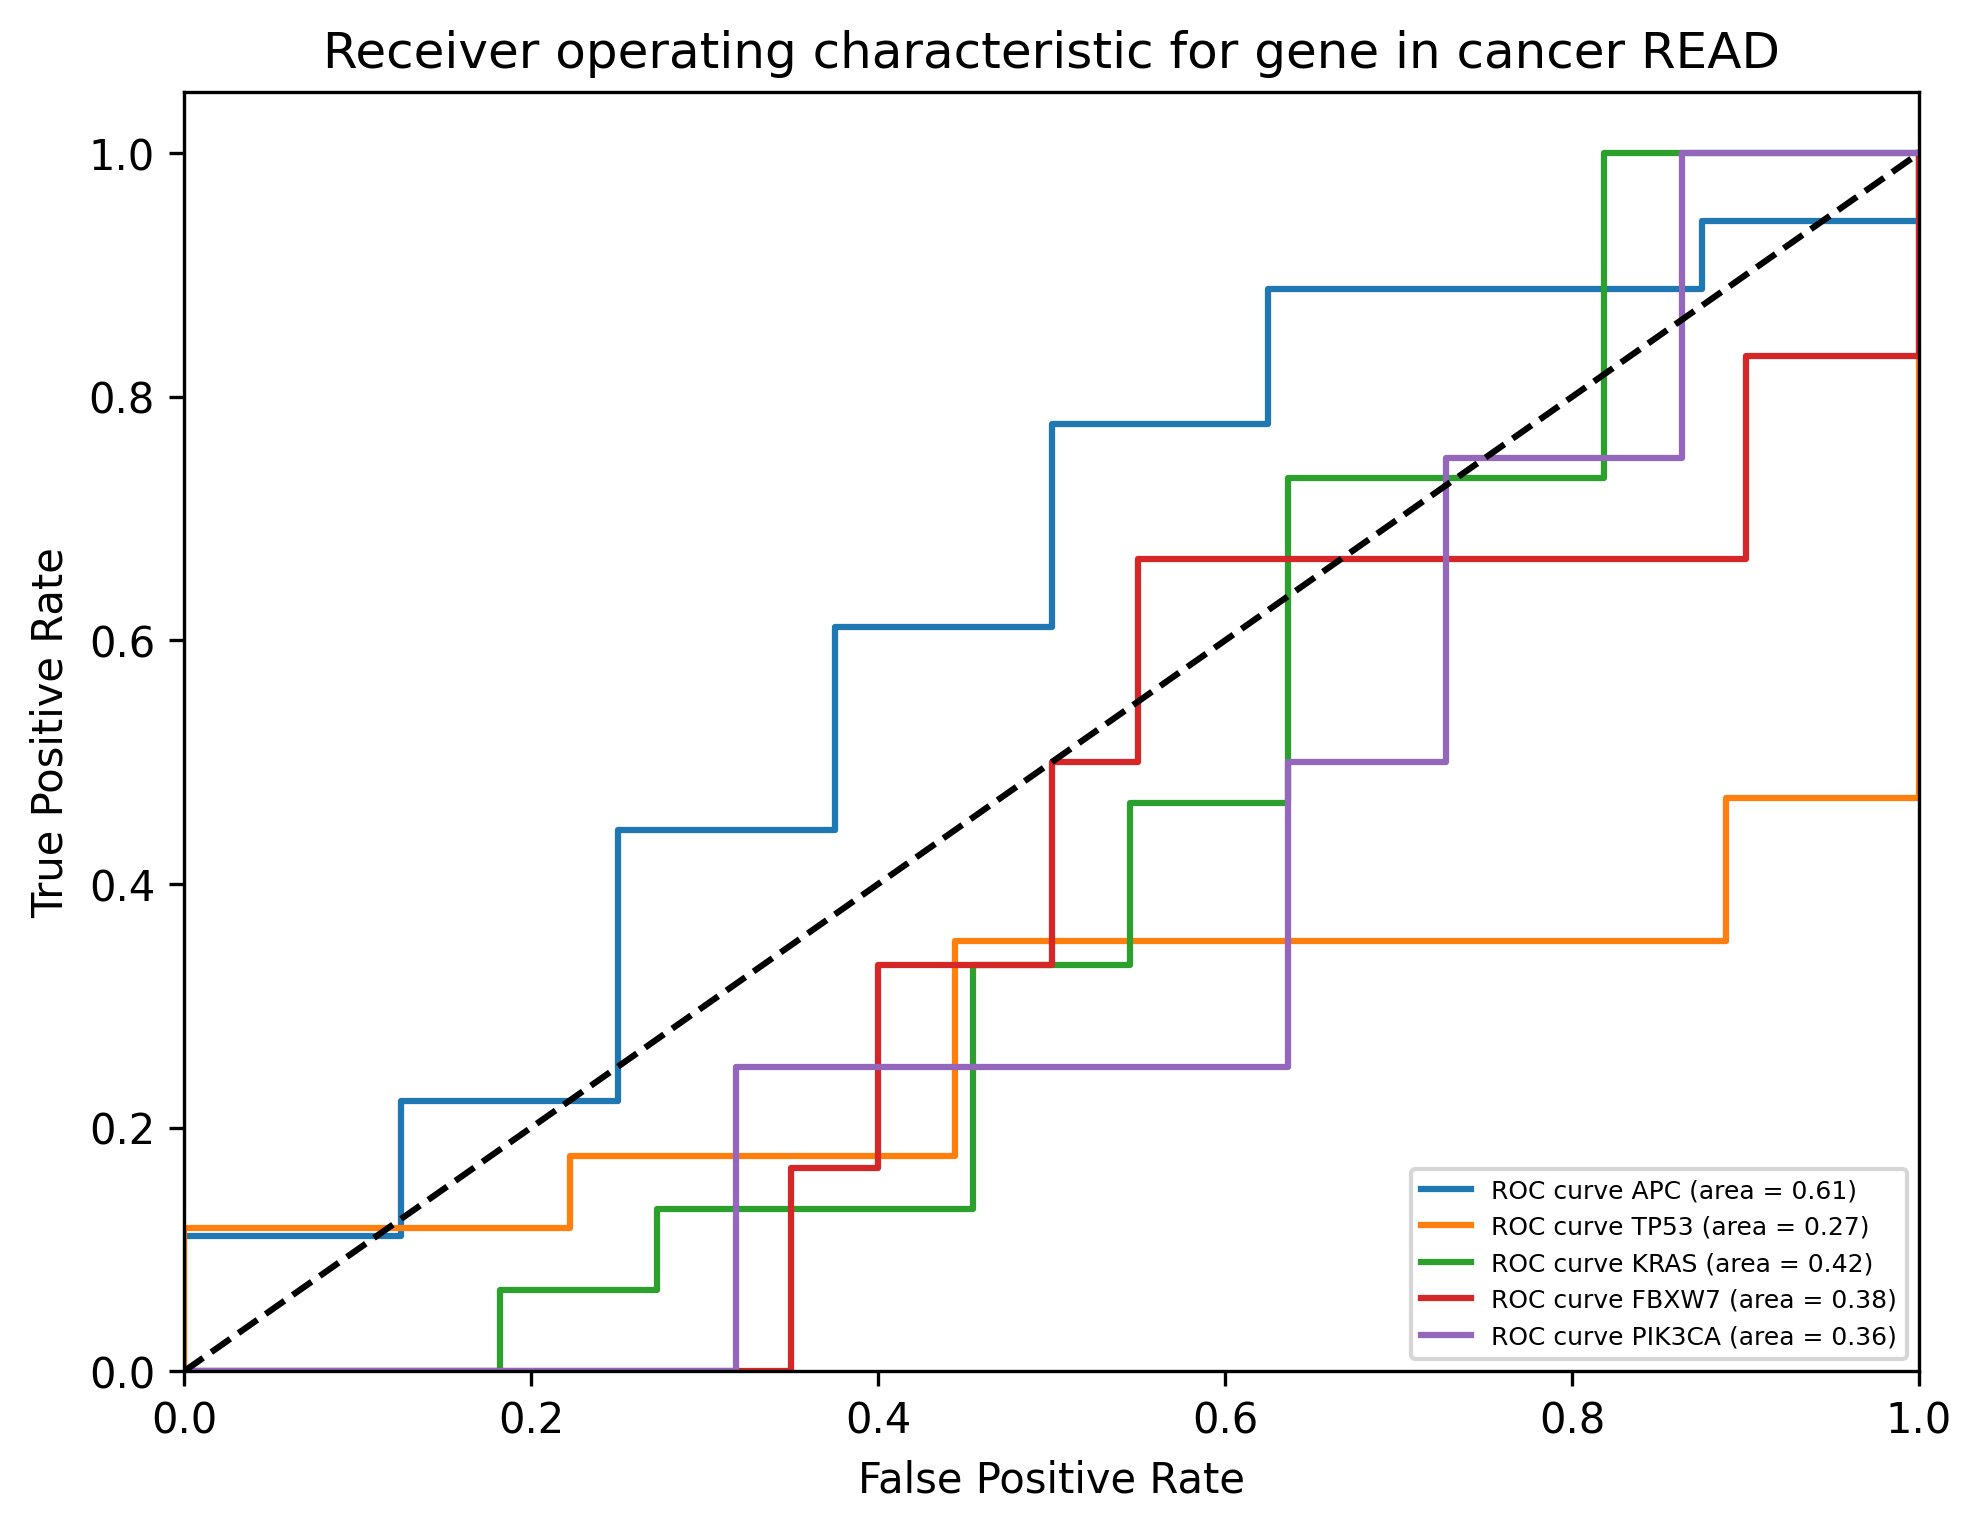 Receiver operating characteristic for gene in cancer READ
True Positive Rate
1.0
0.8
0.6
0.4
0.2
0.0
0.0 0.2 0.4 0.6 0.8 1.0
False Positive Rate
ROC curve APC (area = 0.61)
ROC curve TP53 (area = 0.27)
ROC curve KRAS (area = 0.42)
ROC curve FBXW7 (area = 0.38)
ROC curve PIK3CA (area = 0.36)